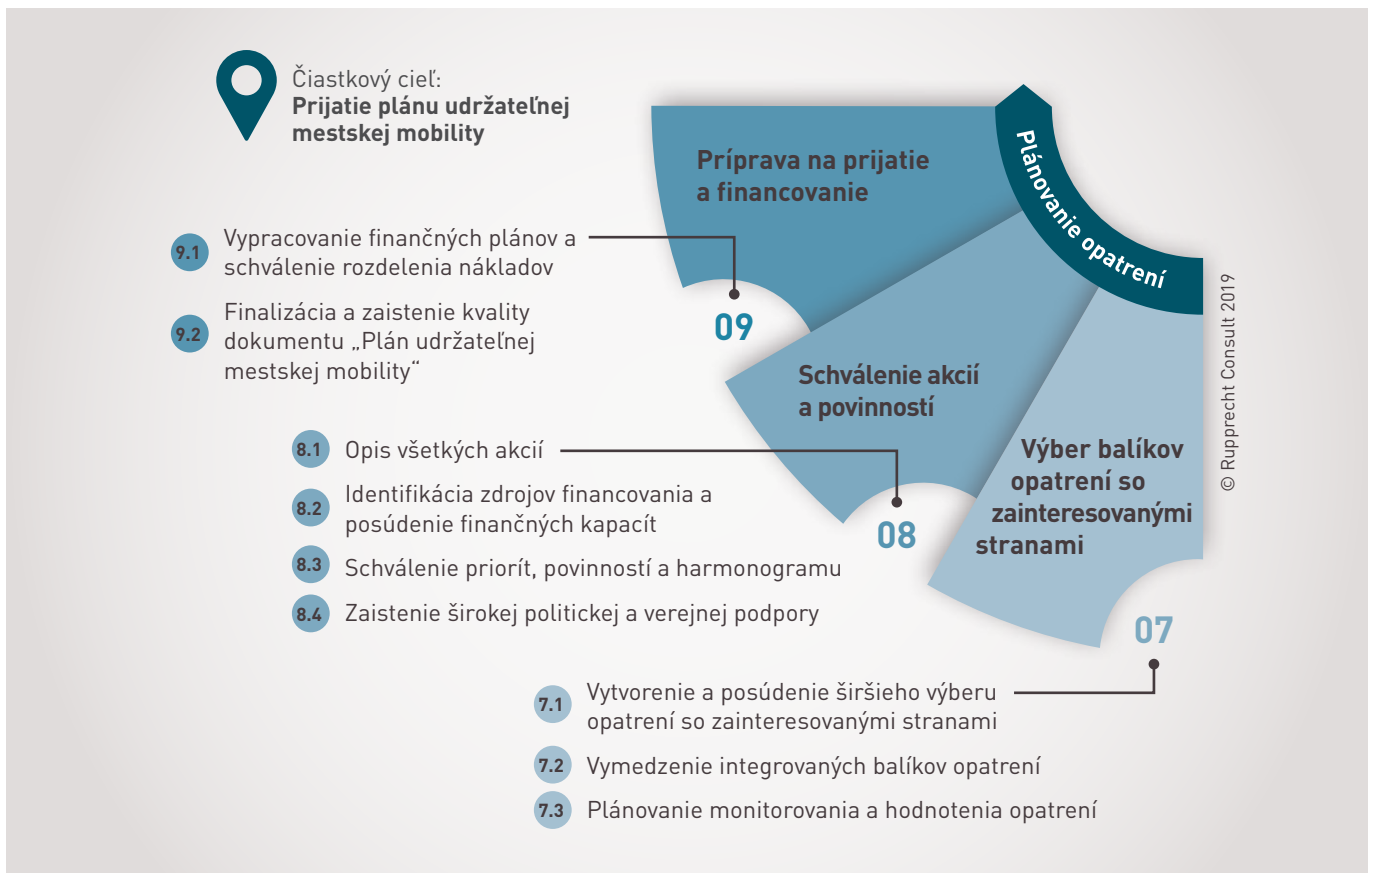 Čiastkový cieľ:
Prijatie plánu udržateľnej
mestskej mobility
Príprava na prijatie
a financovanie
Plánovanie opatrení
9.1
Vypracovanie finančných plánov a
schválenie rozdelenia nákladov
9.2
Finalizácia a zaistenie kvality
dokumentu „Plán udržateľnej
mestskej mobility“
09
Schválenie akcií
a povinností
8.1
Opis všetkých akcií
8.2
Identifikácia zdrojov financovania a
posúdenie finančných kapacít
8.3
Schválenie priorít, povinností a harmonogramu
8.4
Zaistenie širokej politickej a verejnej podpory
08
Výber balíkov
opatrení so
zainteresovanými
stranami
07
7.1
Vytvorenie a posúdenie širšieho výberu
opatrení so zainteresovanými stranami
7.2
Vymedzenie integrovaných balíkov opatrení
7.3
Plánovanie monitorovania a hodnotenia opatrení
© Rupprecht Consult 2019